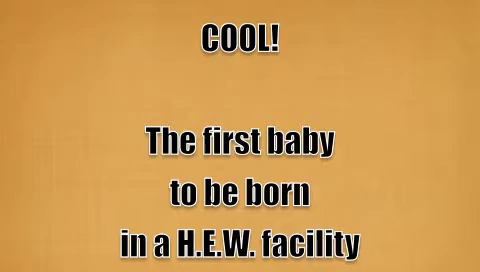 COOL!
The first baby
to be born
in a H.E.W. facility